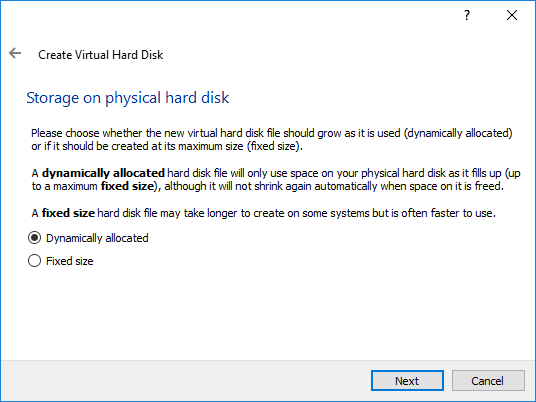 Create Virtual Hard Disk
Storage on physical hard disk
Please choose whether the new virtual hard disk file should grow as it is used (dynamically allocated)
or if it should be created at its maximum size (fixed size).
A dynamically allocated hard disk file will only use space on your physical hard disk as it fills up (up
to a maximum fixed size), although it will not shrink again automatically when space on it is freed.
A fixed size hard disk file may take longer to create on some systems but is often faster to use.
Dynamically allocated
Fixed size
Next Cancel